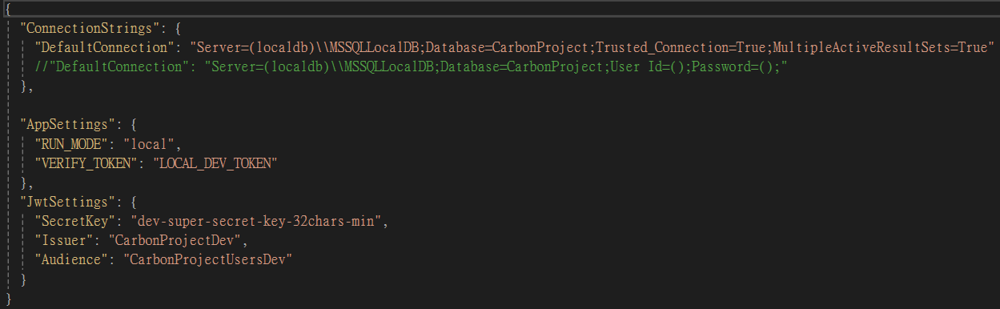 {
"ConnectionStrings": {
"DefaultConnection": "Server=(localdb)\\MSSQLLocalDB;Database=CarbonProject;Trusted_Connection=True;MultipleActiveResultSets=True"
//"DefaultConnection": "Server=(localdb)\\MSSQLLocalDB;Database=CarbonProject;User Id=();Password=();"
},
"AppSettings": {
"RUN_MODE": "local",
"VERIFY_TOKEN": "LOCAL_DEV_TOKEN"
},
"JwtSettings": {
"SecretKey": "dev-super-secret-key-32chars-min",
"Issuer": "CarbonProjectDev",
"Audience": "CarbonProjectUsersDev"
}
}